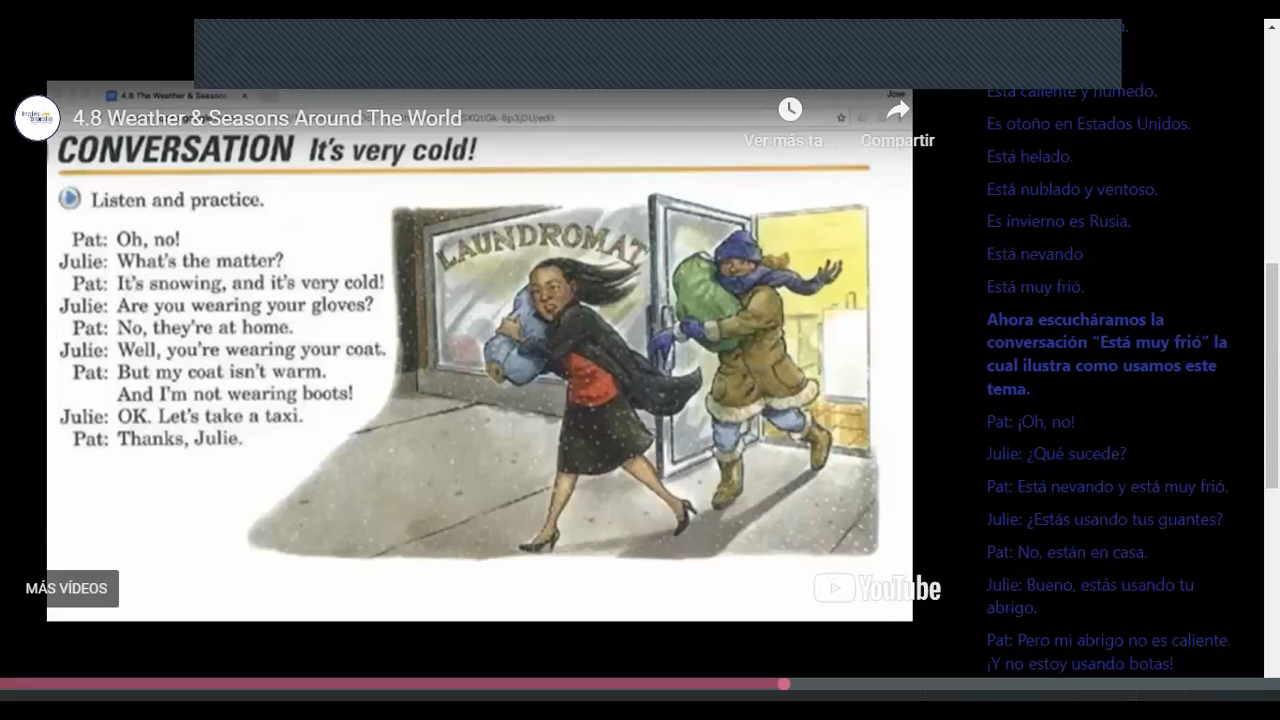 4.8 The Weather & Seasons
Jose
4.8 Weather & Seasons Around The World
Ver más ta...
Compartir
CONVERSATION It's very cold!
Listen and practice.
Pat: Oh, no!
Julie: What's the matter?
Pat: It's snowing, and it's very cold!
Julie: Are you wearing your gloves?
Pat: No, they're at home.
Julie: Well, you're wearing your coat.
Pat: But my coat isn't warm.
And I'm not wearing boots!
Julie: OK. Let's take a taxi.
Pat: Thanks, Julie.
LAUNDROMAT
MÁS VÍDEOS
YouTube
Está caliente y húmedo.
Es otoño en Estados Unidos.
Está helado.
Está nublado y ventoso.
Es invierno es Rusia.
Está nevando
Está muy frió.
Ahora escucháramos la
conversación “Está muy frió” la
cual ilustra como usamos este
tema.
Pat: ¡Oh, no!
Julie: ¿Qué sucede?
Pat: Está nevando y está muy frió.
Julie: ¿Estás usando tus guantes?
Pat: No, están en casa.
Julie: Bueno, estás usando tu
abrigo.
Pat: Pero mi abrigo no es caliente.
¡Y no estoy usando botas!